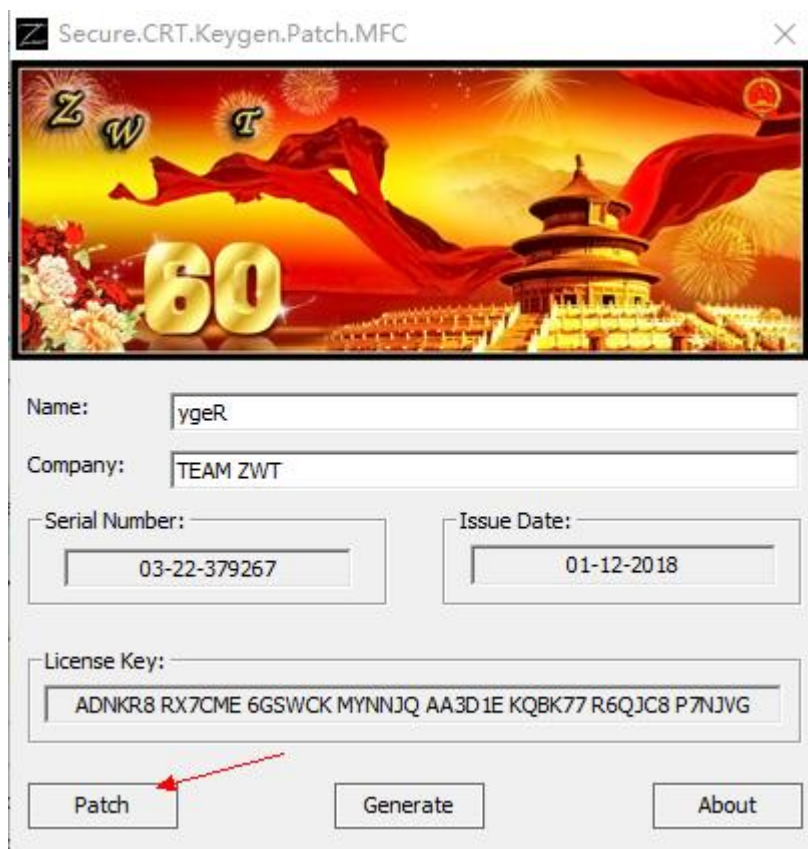 Secure.CRT.Keygen.Patch.MFC
Z W T
60
Name: ygeR
Company: TEAM ZWT
Serial Number: Issue Date:
03-22-379267 01-12-2018
License Key:
ADNKR8 RX7CME 6GSWCK MYNNJQ AA3D1E KQBK77 R6QJC8 P7NJVG
Patch Generate About